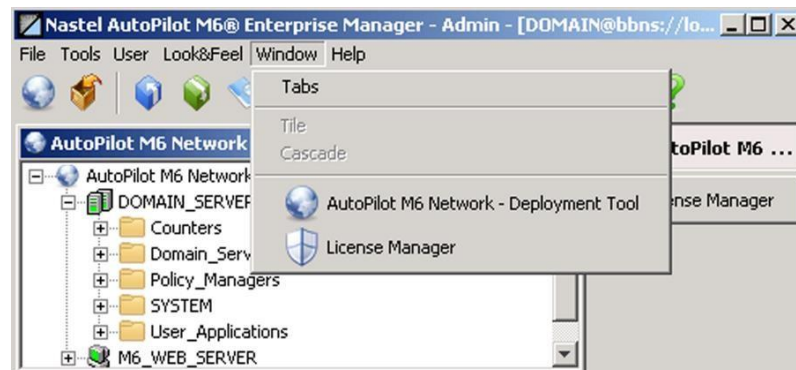 Nastel AutoPilot M6® Enterprise Manager - Admin - [DOMAIN@bbns://lo...
File Tools User Look&Feel Window Help
Tabs
Tile
Cascade
AutoPilot M6 Network - Deployment Tool
License Manager
AutoPilot M6 Network
AutoPilot M6 Network
DOMAIN_SERVER
Counters
Domain_Serv
Policy_Managers
SYSTEM
User_Applications
M6_WEB_SERVER
toPilot M6 ...
nse Manager